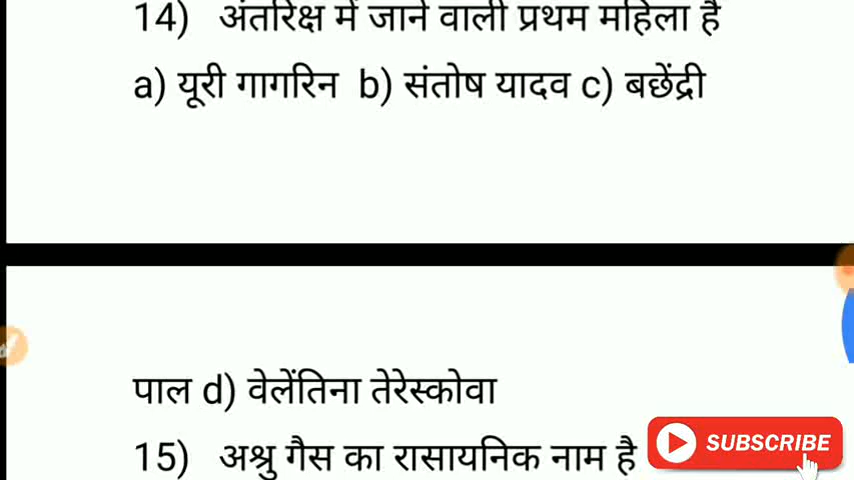 14) अंतरिक्ष में जाने वाली प्रथम महिला है
a) यूरी गागरिन b) संतोष यादव c) बछेंद्री
पाल d) वेलेंतिना तेरेस्कोवा
15) अश्रु गैस का रासायनिक नाम है
SUBSCRIBE